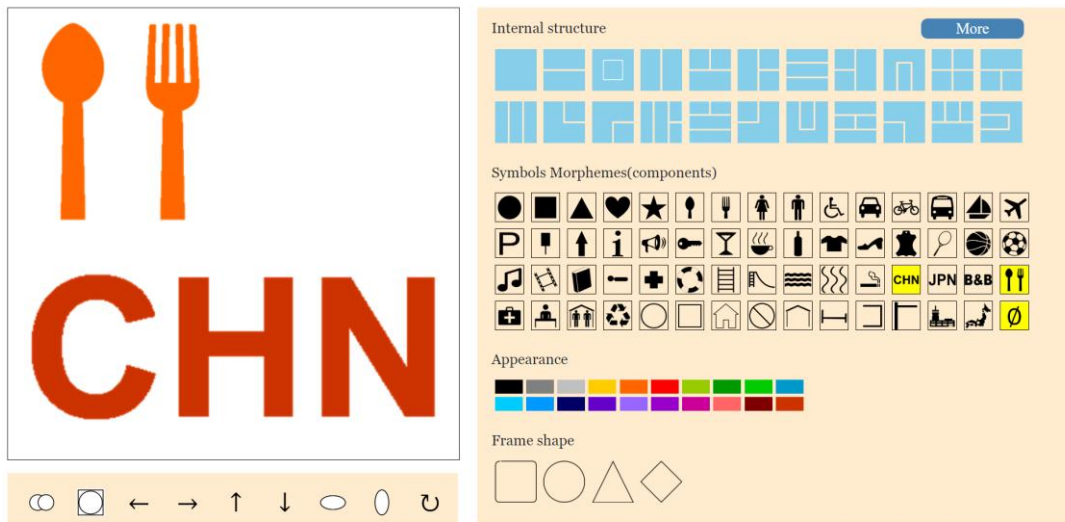 CHN
Internal structure
More
Symbols Morphemes(components)
P i
CHN JPN B&B
Ø
Appearance
Frame shape